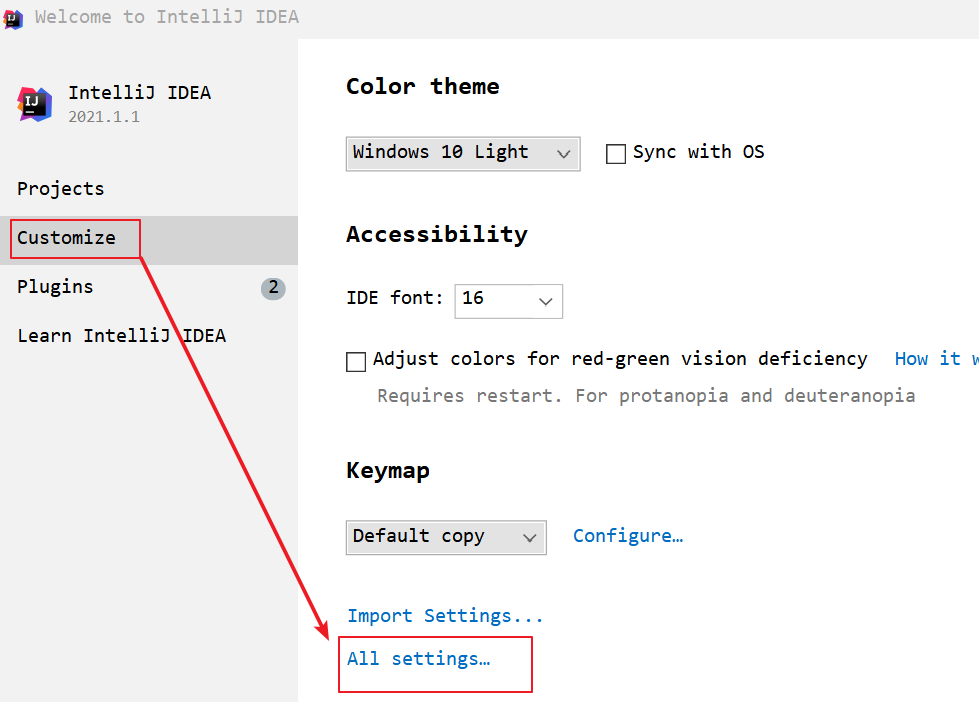 Welcome to IntelliJ IDEA
IntelliJ IDEA
2021.1.1
Projects
Customize
Plugins 2
Learn IntelliJ IDEA
Color theme
Windows 10 Light
Sync with OS
Accessibility
IDE font: 16
Adjust colors for red-green vision deficiency How it w
Requires restart. For protanopia and deuteranopia
Keymap
Default copy Configure…
Import Settings...
All settings…